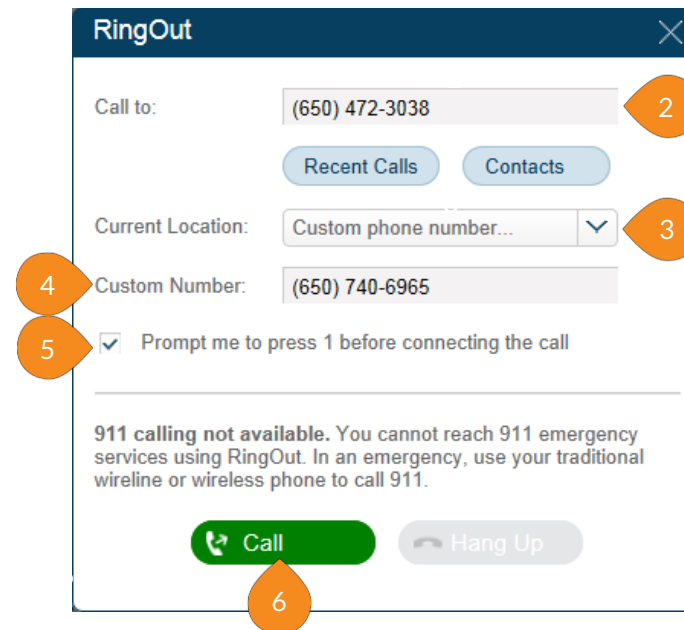 RingOut
Call to:
(650) 472-3038
2
Recent Calls
Contacts
Current Location:
Custom phone number...
3
4
Custom Number:
(650) 740-6965
5
Prompt me to press 1 before connecting the call
911 calling not available. You cannot reach 911 emergency
services using RingOut. In an emergency, use your traditional
wireline or wireless phone to call 911.
Call
Hang Up
6